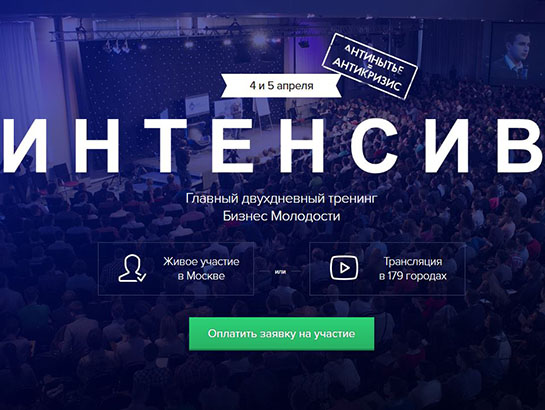 АНТИНЫТЬЕ
=
АНТИКРИЗИС
4 и 5 апреля
ИНТЕНСИВ
Главный двухдневный тренинг
Бизнес Молодости
Живое участие
в Москве
или
Трансляция
в 179 городах
Оплатить заявку на участие